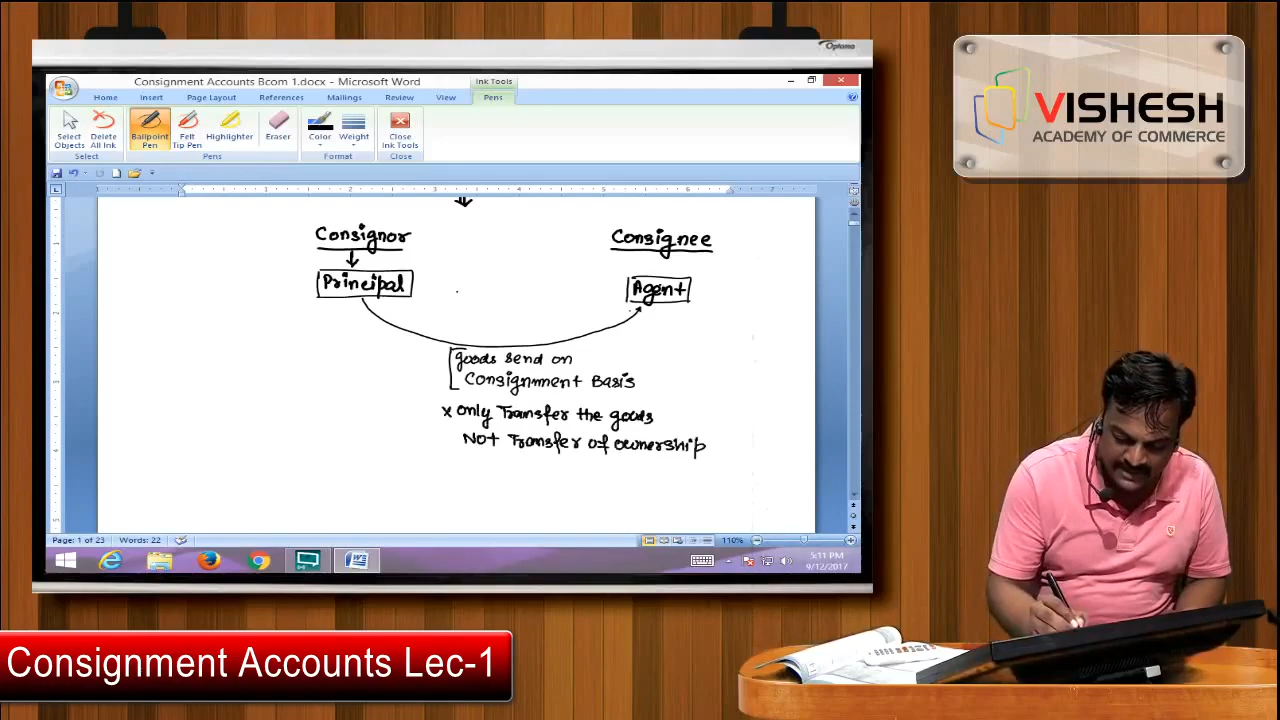 Optoma
Consignment Accounts Bcom 1.docx - Microsoft Word
Ink Tools
Home Insert Page Layout References Mailings Review View Pens
Select Objects
Delete All Ink
Ballpoint Pen
Felt Tip Pen
Highlighter
Eraser
Color
Weight
Close Ink Tools
Select Pens Format Close
Consignor Consignee
Principal Agent
goods send on
Consignment Basis
x only Transfer the goods
Not Transfer of ownership
Page: 1 of 23 Words: 22 110%
5:11 PM
9/12/2017
VISHESH
ACADEMY OF COMMERCE
Consignment Accounts Lec-1